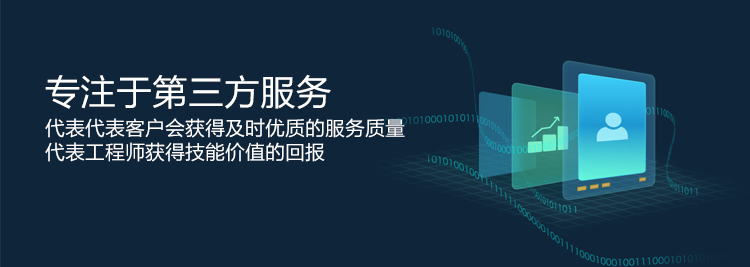 专注于第三方服务
代表代表客户会获得及时优质的服务质量
代表工程师获得技能价值的回报